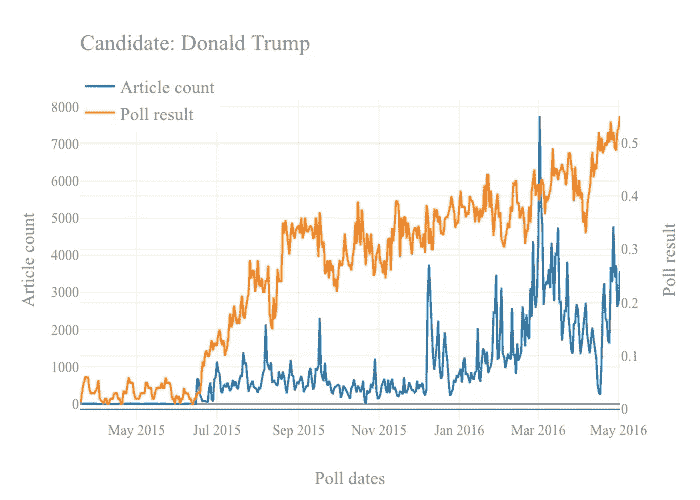 Candidate: Donald Trump
Article count
Poll result
8000
7000
6000
5000
4000
3000
2000
1000
0
0.5
0.4
0.3
0.2
0.1
0
Article count
Poll result
May 2015
Jul 2015
Sep 2015
Nov 2015
Jan 2016
Mar 2016
May 2016
Poll dates